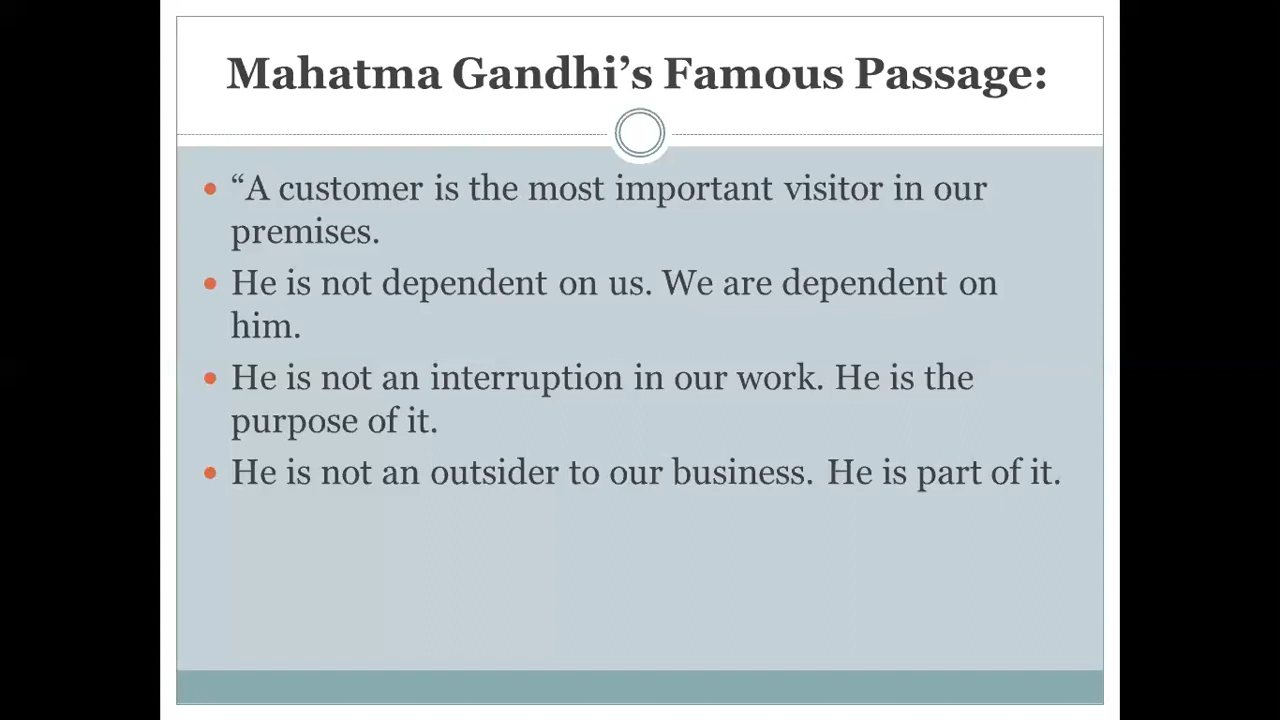 Mahatma Gandhi’s Famous Passage:
• “A customer is the most important visitor in our
premises.
• He is not dependent on us. We are dependent on
him.
• He is not an interruption in our work. He is the
purpose of it.
• He is not an outsider to our business. He is part of it.